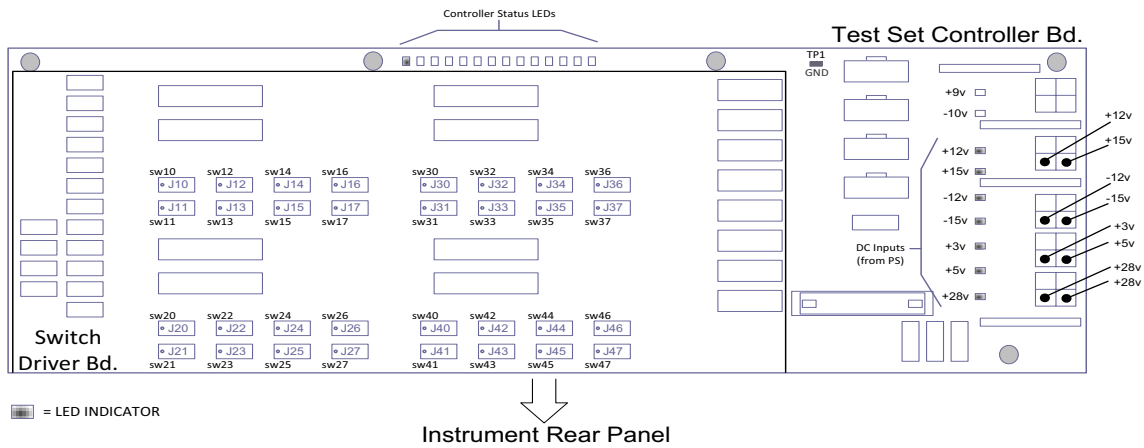 Controller Status LEDs
Test Set Controller Bd.
TP1
GND
+9v
-10v
+12v
+15v
-12v
-15v
+3v
+5v
+28v
DC Inputs
(from PS)
+12v
+15v
-12v
-15v
+3v
+5v
+28v
+28v
sw10 sw12 sw14 sw16 sw30 sw32 sw34 sw36
J10 J12 J14 J16 J30 J32 J34 J36
J11 J13 J15 J17 J31 J33 J35 J37
sw11 sw13 sw15 sw17 sw31 sw33 sw35 sw37
sw20 sw22 sw24 sw26 sw40 sw42 sw44 sw46
J20 J22 J24 J26 J40 J42 J44 J46
J21 J23 J25 J27 J41 J43 J45 J47
sw21 sw23 sw25 sw27 sw41 sw43 sw45 sw47
Switch
Driver Bd.
= LED INDICATOR
Instrument Rear Panel